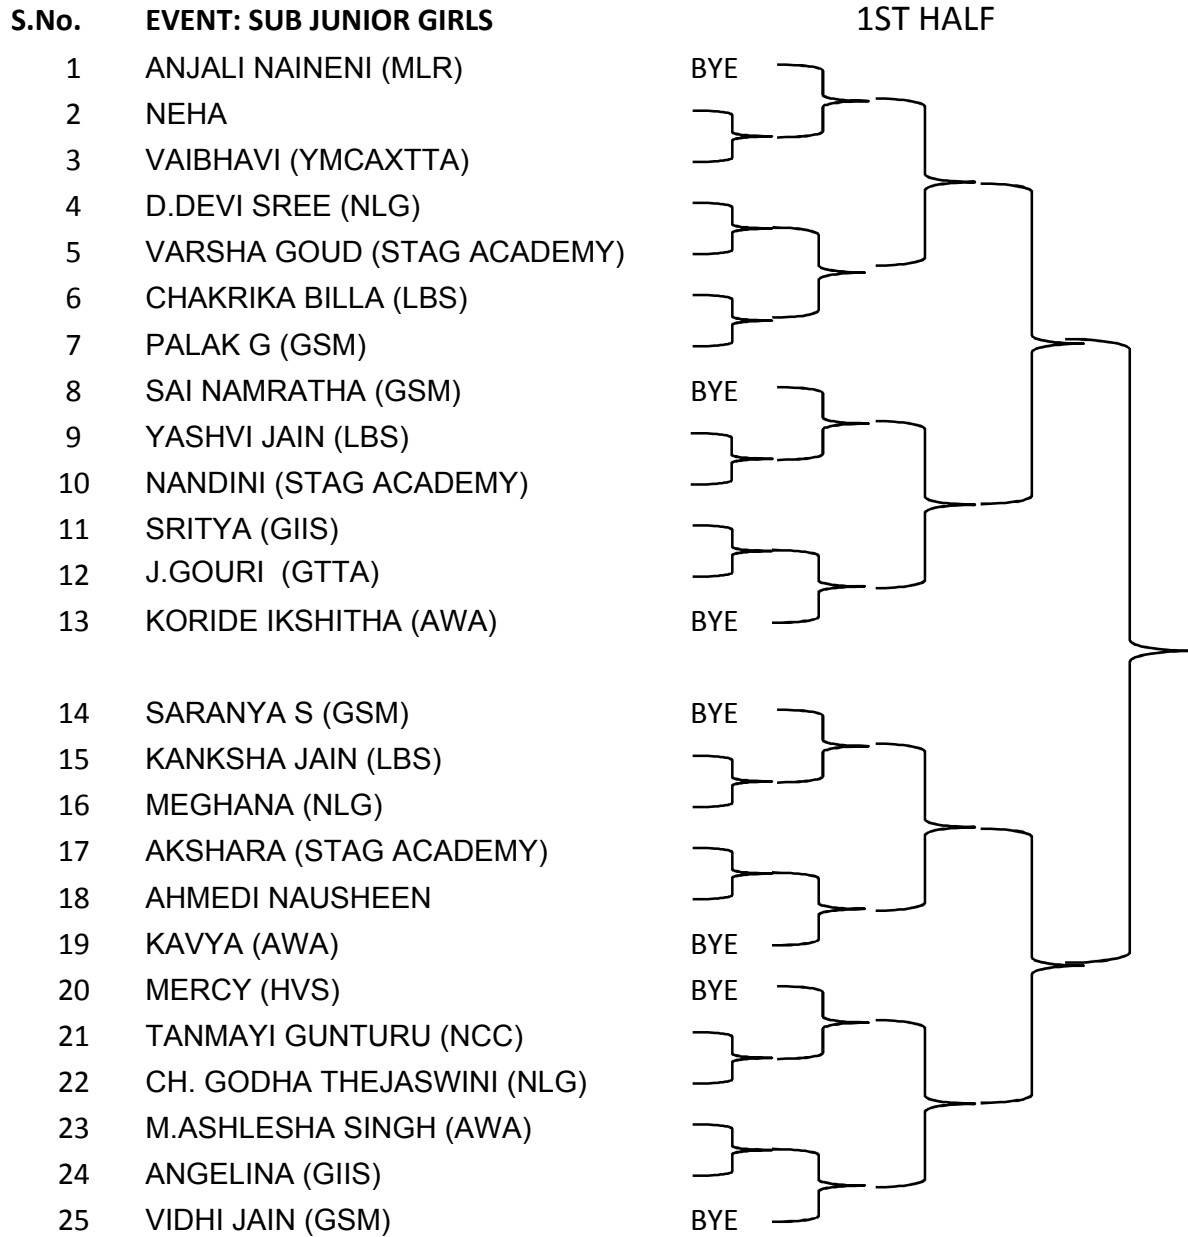 S.No. EVENT: SUB JUNIOR GIRLS 1ST HALF
1 ANJALI NAINENI (MLR) BYE
2 NEHA
3 VAIBHAVI (YMCAXTTA)
4 D.DEVI SREE (NLG)
5 VARSHA GOUD (STAG ACADEMY)
6 CHAKRIKA BILLA (LBS)
7 PALAK G (GSM)
8 SAI NAMRATHA (GSM) BYE
9 YASHVI JAIN (LBS)
10 NANDINI (STAG ACADEMY)
11 SRITYA (GIIS)
12 J.GOURI (GTTA)
13 KORIDE IKSHITHA (AWA) BYE
14 SARANYA S (GSM) BYE
15 KANKSHA JAIN (LBS)
16 MEGHANA (NLG)
17 AKSHARA (STAG ACADEMY)
18 AHMEDI NAUSHEEN
19 KAVYA (AWA) BYE
20 MERCY (HVS) BYE
21 TANMAYI GUNTURU (NCC)
22 CH. GODHA THEJASWINI (NLG)
23 M.ASHLESHA SINGH (AWA)
24 ANGELINA (GIIS)
25 VIDHI JAIN (GSM) BYE